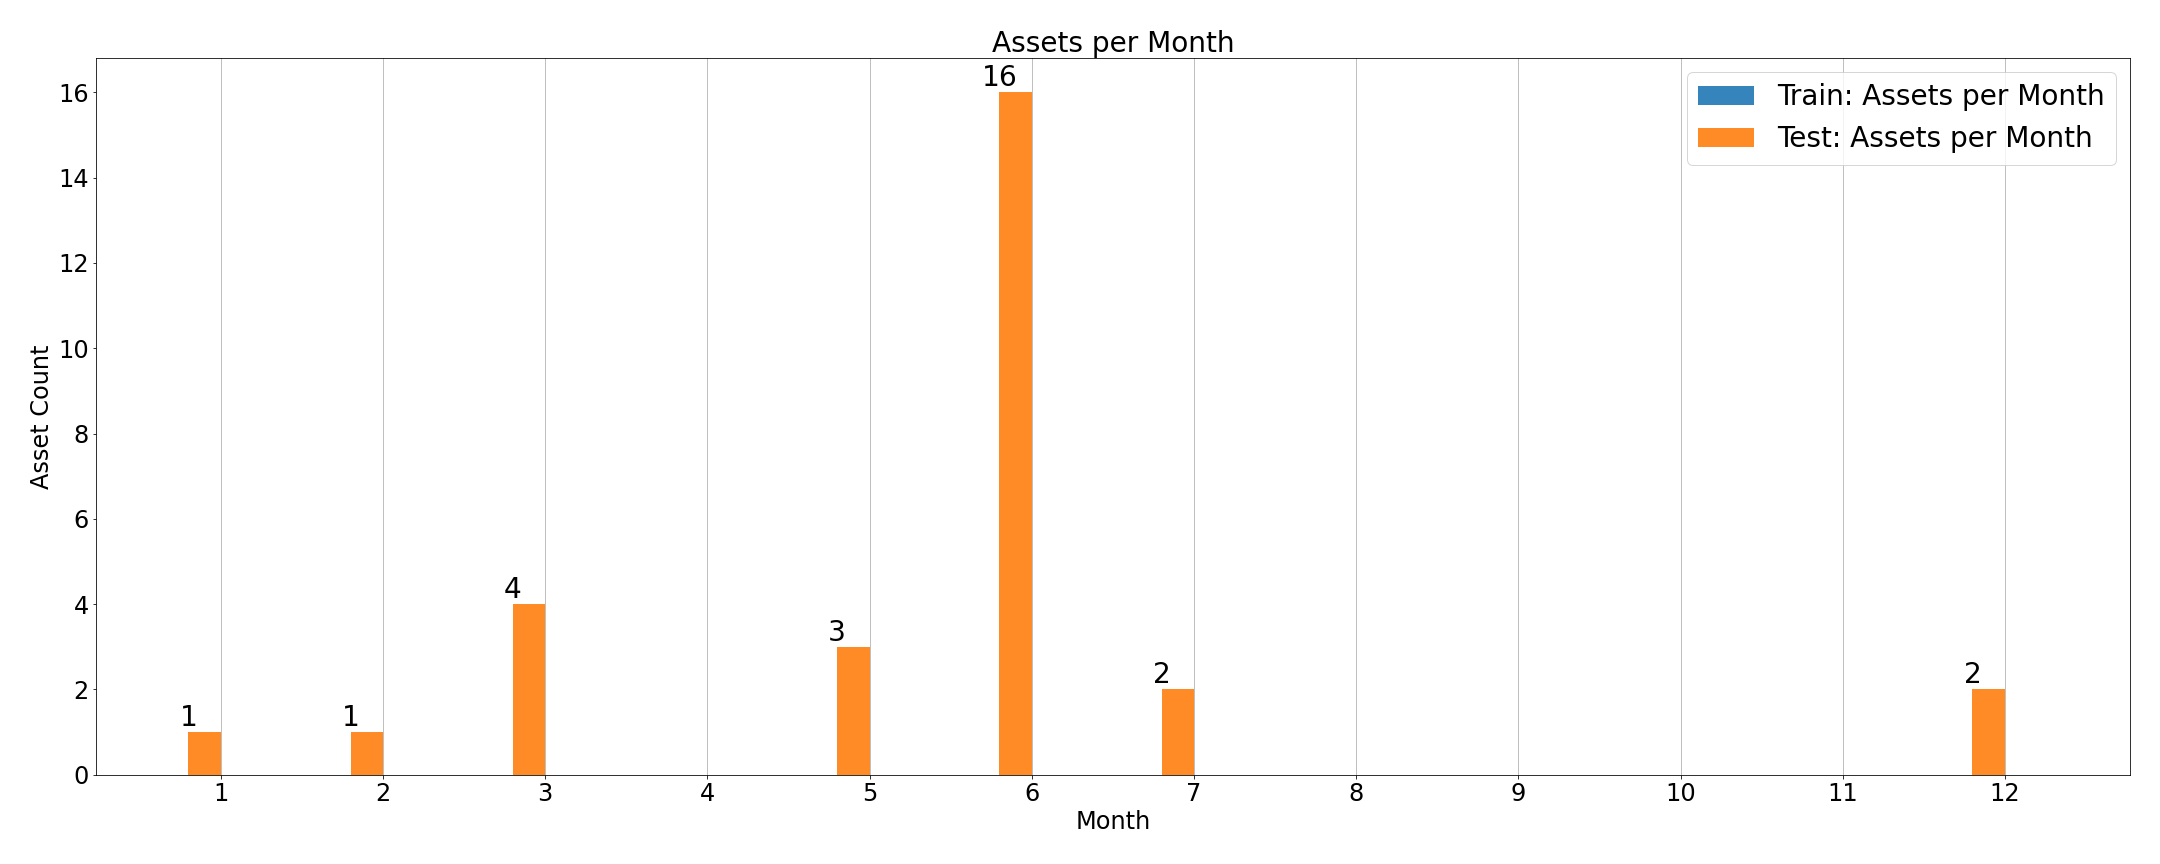 Assets per Month
Train: Assets per Month
Test: Assets per Month
Asset Count
16
14
12
10
8
6
4
2
0
1
1
4
3
16
2
2
1 2 3 4 5 6 7 8 9 10 11 12
Month